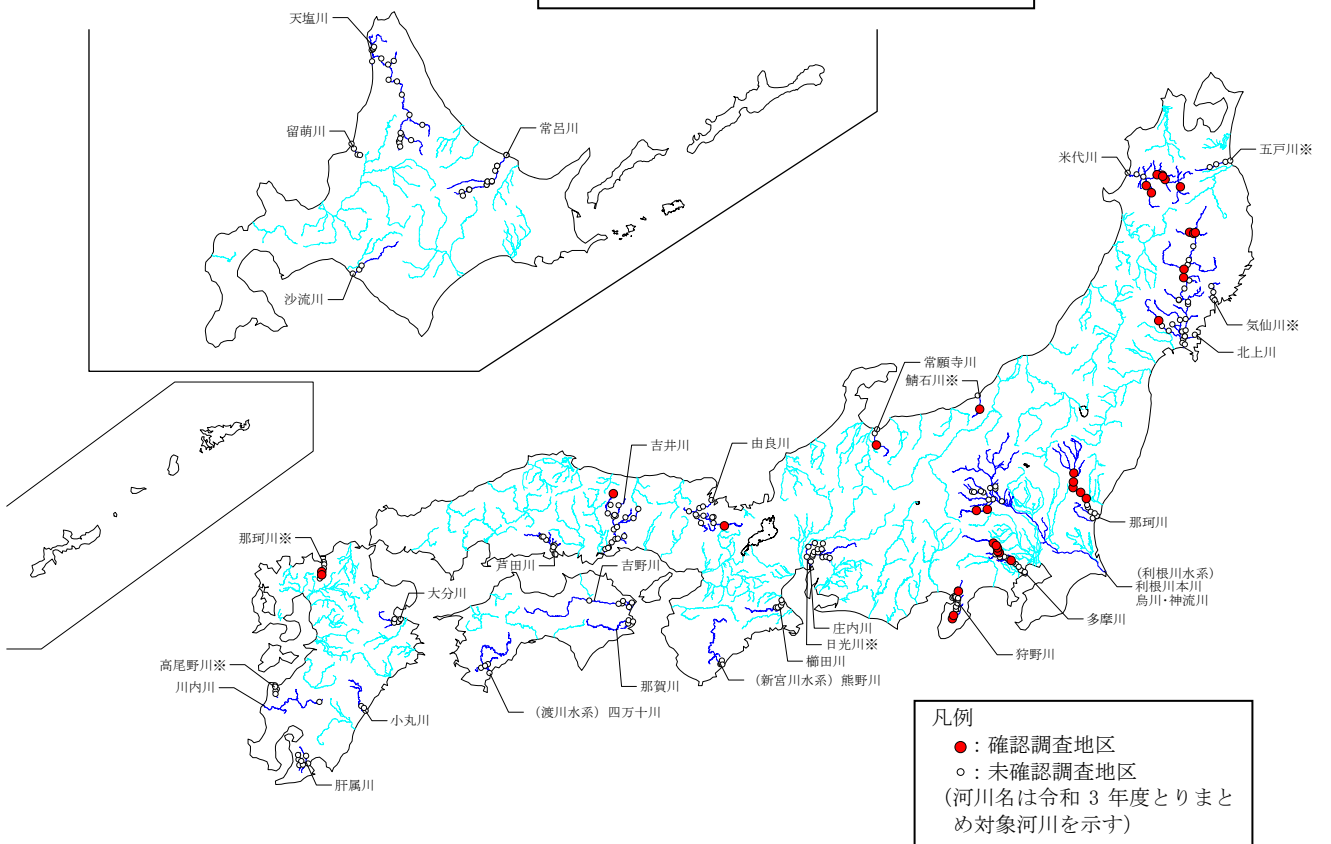 天塩川
留萌川
常呂川
沙流川
米代川
五戸川※
気仙川※
北上川
常願寺川
鯖石川※
吉井川
由良川
那珂川
那珂川※
芦田川
吉野川
大分川
(利根川水系)
利根川本川
烏川・神流川
多摩川
庄内川
日光川※
狩野川
櫛田川
高尾野川※
川内川
那賀川
(新宮川水系)熊野川
小丸川
(渡川水系)四万十川
肝属川
凡例
●：確認調査地区
○：未確認調査地区
(河川名は令和 3 年度とりまと
め対象河川を示す)